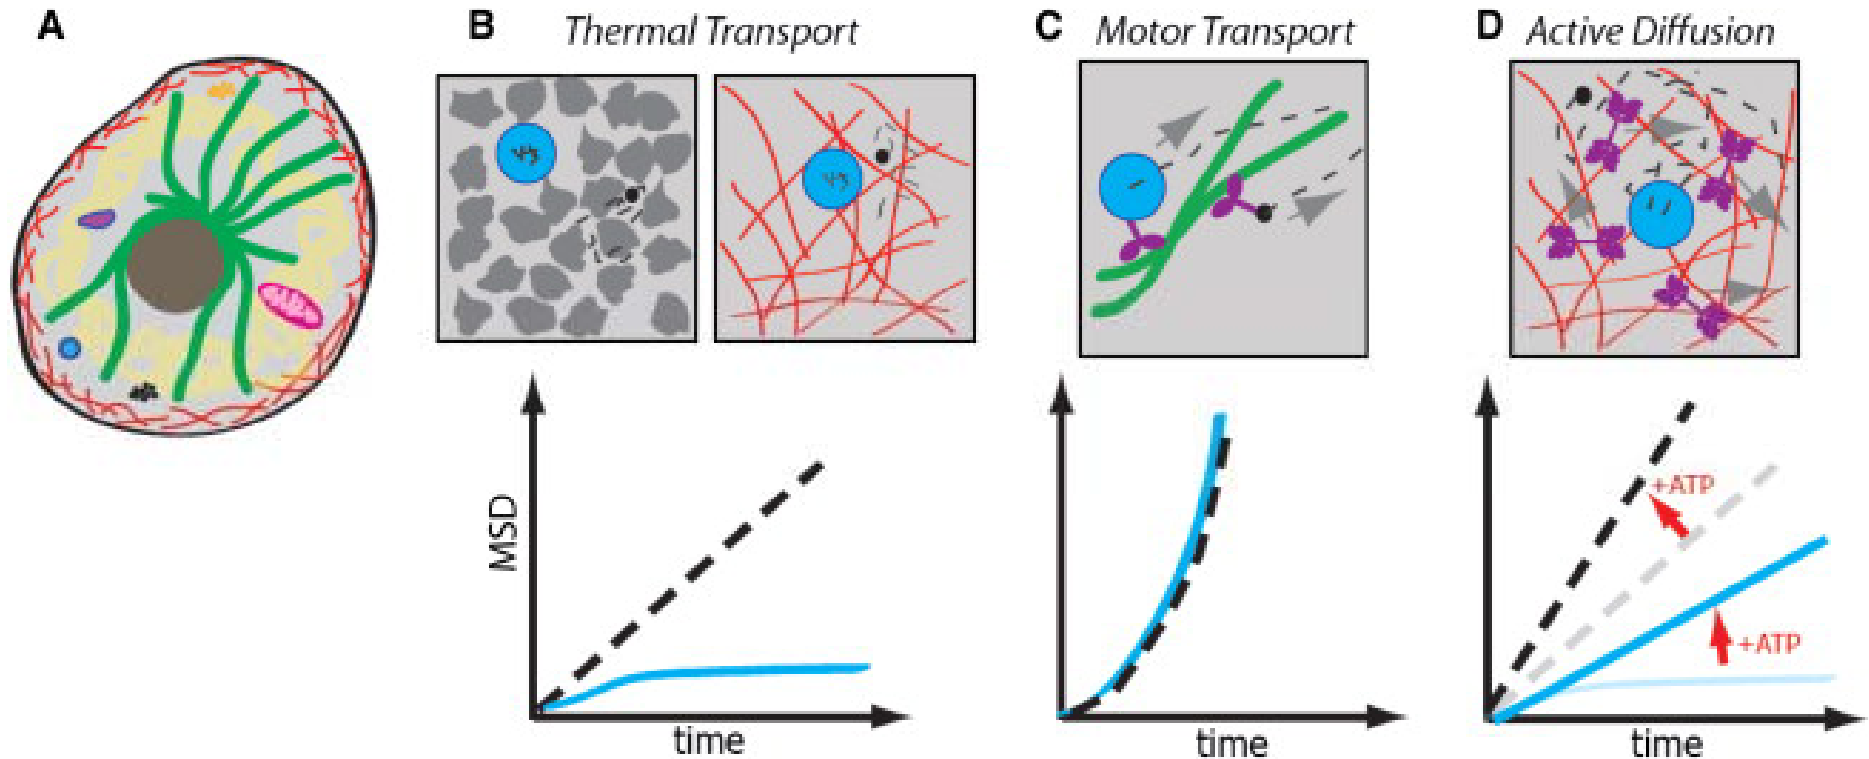 A
B Thermal Transport
C Motor Transport
D Active Diffusion
MSD
time
time
+ATP
+ATP
time